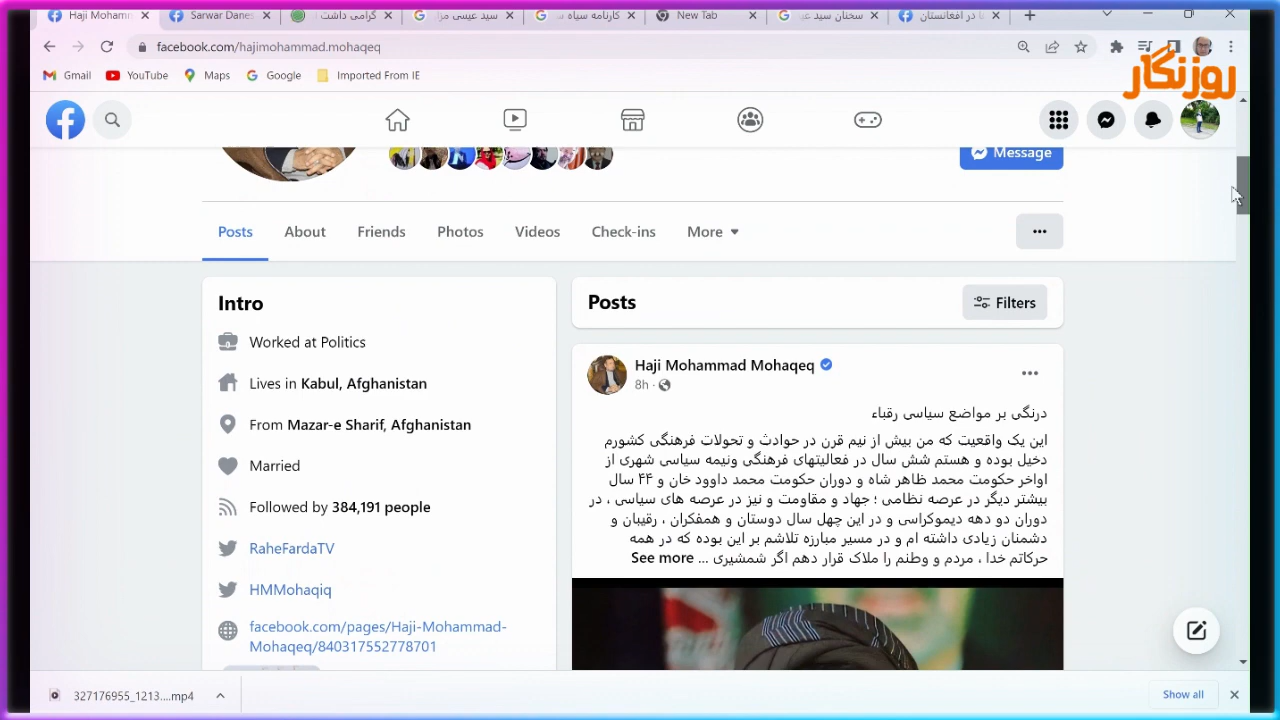 Haji Mohamm
Sarwar Danes
گرامی داشت ا
سید عیسی مزا
کارنامه سیاه
New Tab
سخنان سید عی
ا در افغانستان
facebook.com/hajimohammad.mohaqeq
Gmail
YouTube
Maps
Google
Imported From IE
روزنگار
Message
Posts
About
Friends
Photos
Videos
Check-ins
More
Intro
Worked at Politics
Lives in Kabul, Afghanistan
From Mazar-e Sharif, Afghanistan
Married
Followed by 384,191 people
RaheFardaTV
HMMohaqiq
facebook.com/pages/Haji-Mohammad-
Mohaqeq/840317552778701
Posts
Filters
Haji Mohammad Mohaqeq
8h ·
درنگی بر مواضع سیاسی رقباء
این یک واقعیت که من بیش از نیم قرن در حوادث و تحولات فرهنگی کشورم
دخیل بوده و هستم شش سال در فعالیتهای فرهنگی ونیمه سیاسی شهری از
اواخر حکومت محمد ظاهر شاه و دوران حکومت محمد داوود خان و ۴۴ سال
بیشتر دیگر در عرصه نظامی ؛ جهاد و مقاومت و نیز در عرصه های سیاسی ، در
دوران دو دهه دیموکراسی و در این چهل سال دوستان و همفکران ، رقیبان و
دشمنان زیادی داشته ام و در مسیر مبارزه تلاشم بر این بوده که در همه
حرکاتم خدا ، مردم و وطنم را ملاک قرار دهم اگر شمشیری ... See more
327176955_1213....mp4
Show all